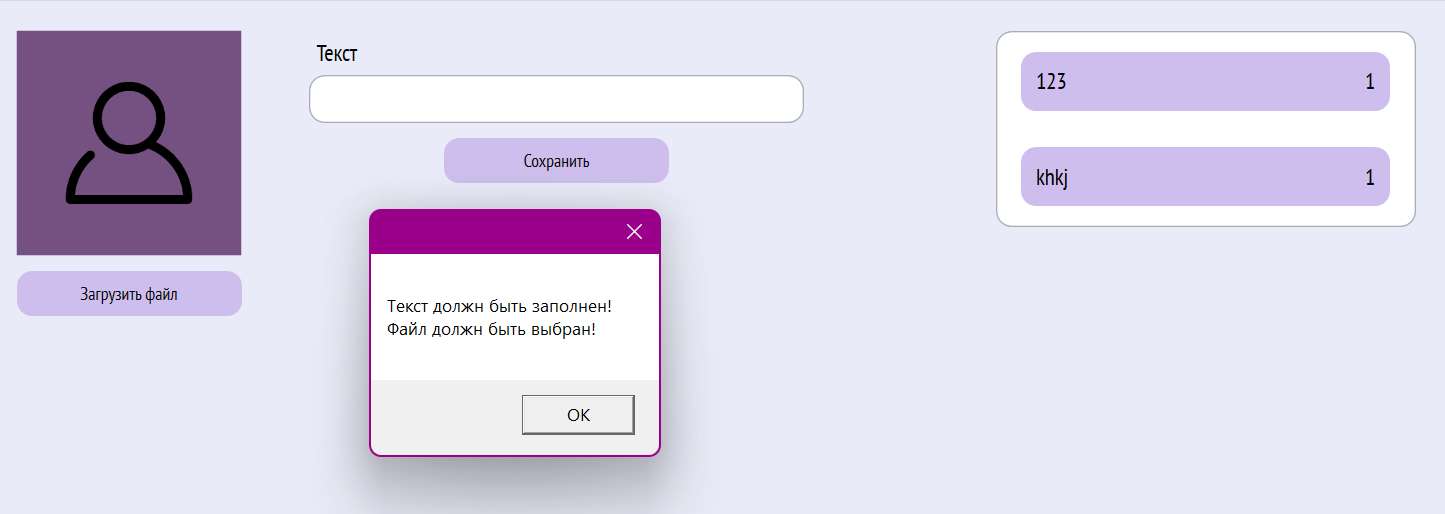 Текст
Сохранить
Загрузить файл
123 1
khkj 1
Текст должн быть заполнен!
Файл должн быть выбран!
OK